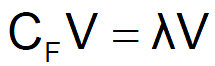 C_F V = λV